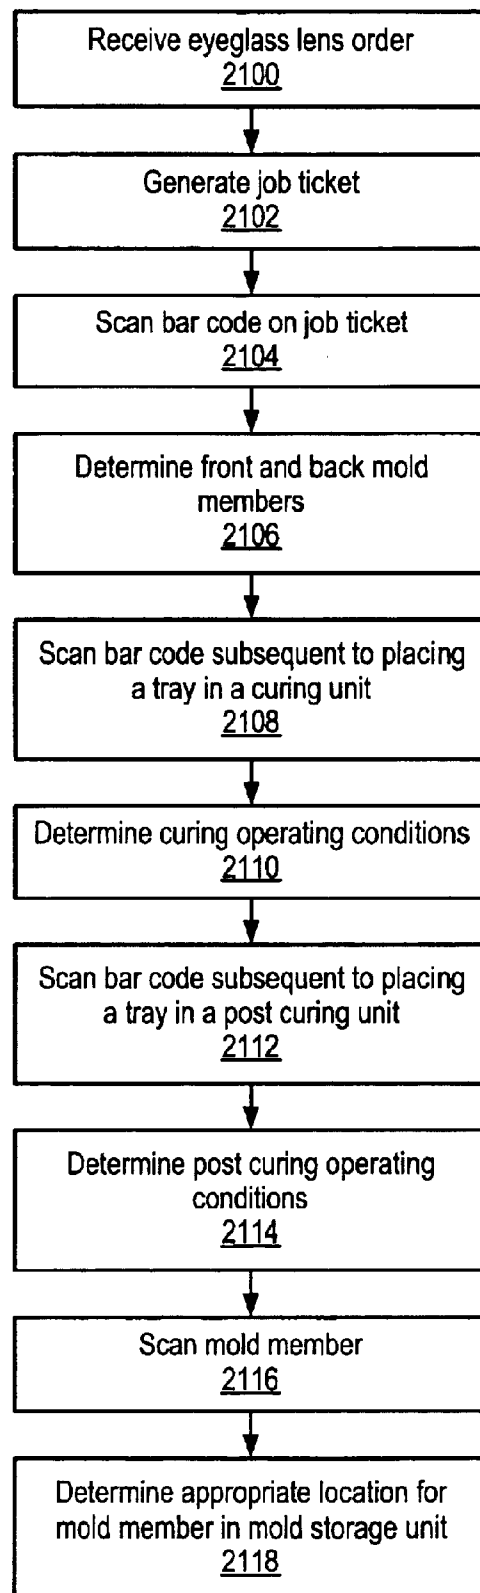 Receive eyeglass lens order
2100
Generate job ticket
2102
Scan bar code on job ticket
2104
Determine front and back mold
members
2106
Scan bar code subsequent to placing
a tray in a curing unit
2108
Determine curing operating conditions
2110
Scan bar code subsequent to placing
a tray in a post curing unit
2112
Determine post curing operating
conditions
2114
Scan mold member
2116
Determine appropriate location for
mold member in mold storage unit
2118